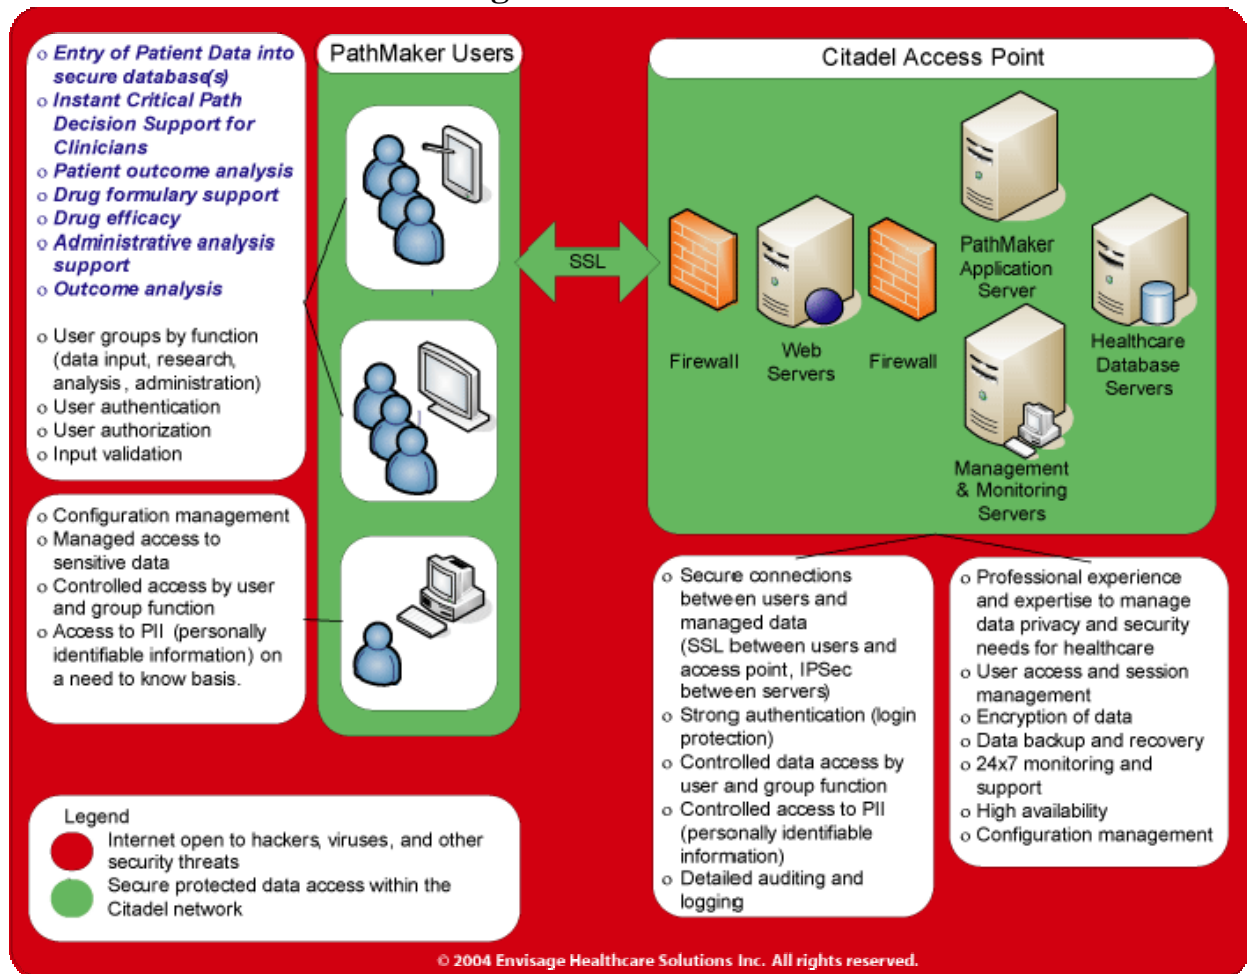 o Entry of Patient Data into
secure database(s)
o Instant Critical Path
Decision Support for
Clinicians
o Patient outcome analysis
o Drug formulary support
o Drug efficacy
o Administrative analysis
support
o Outcome analysis
o User groups by function
(data input, research,
analysis, administration)
o User authentication
o User authorization
o Input validation
o Configuration management
o Managed access to
sensitive data
o Controlled access by user
and group function
o Access to PII (personally
identifiable information) on
a need to know basis.
PathMaker Users
SSL
Citadel Access Point
Firewall
Web
Servers
Firewall
PathMaker
Application
Server
Healthcare
Database
Servers
Management
& Monitoring
Servers
o Secure connections
between users and
managed data
(SSL between users and
access point, IPSec
between servers)
o Strong authentication (login
protection)
o Controlled data access by
user and group function
o Controlled access to PII
(personally identifiable
information)
o Detailed auditing and
logging
o Professional experience
and expertise to manage
data privacy and security
needs for healthcare
o User access and session
management
o Encryption of data
o Data backup and recovery
o 24x7 monitoring and
support
o High availability
o Configuration management
Legend
Internet open to hackers, viruses, and other
security threats
Secure protected data access within the
Citadel network
© 2004 Envisage Healthcare Solutions Inc. All rights reserved.